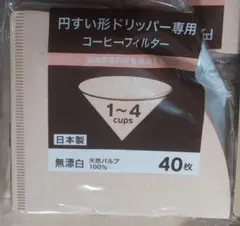 円すい形ドリッパー専用
コーヒーフィルター
1~4
cups
日本製
無漂白 天然パルプ
100%
40枚